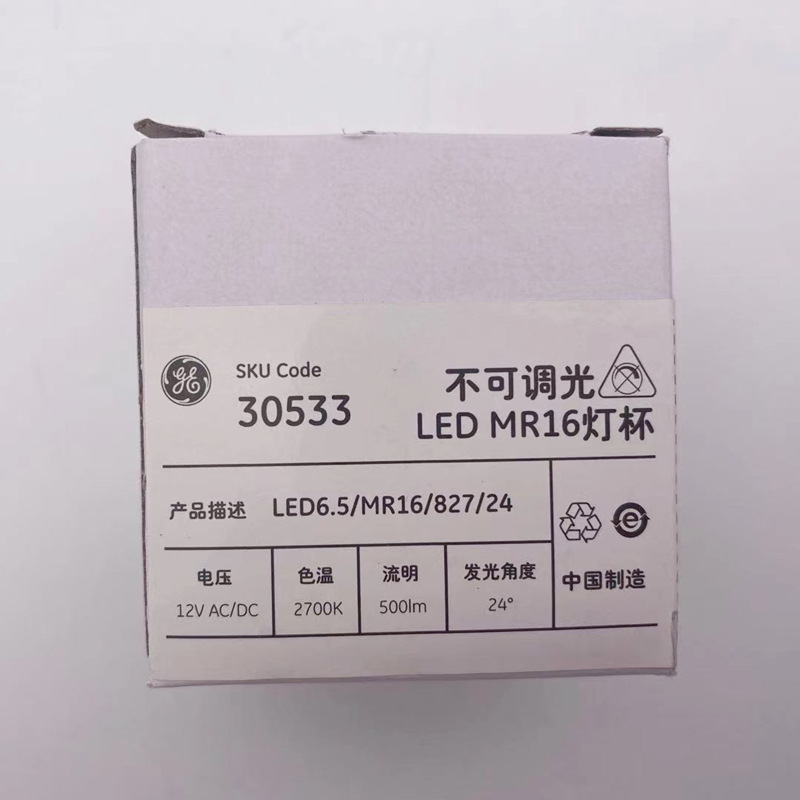 GE
SKU Code
30533
不可调光
LED MR16灯杯
产品描述 LED6.5/MR16/827/24
电压 色温 流明 发光角度
12V AC/DC 2700K 500lm 24°
e
中国制造